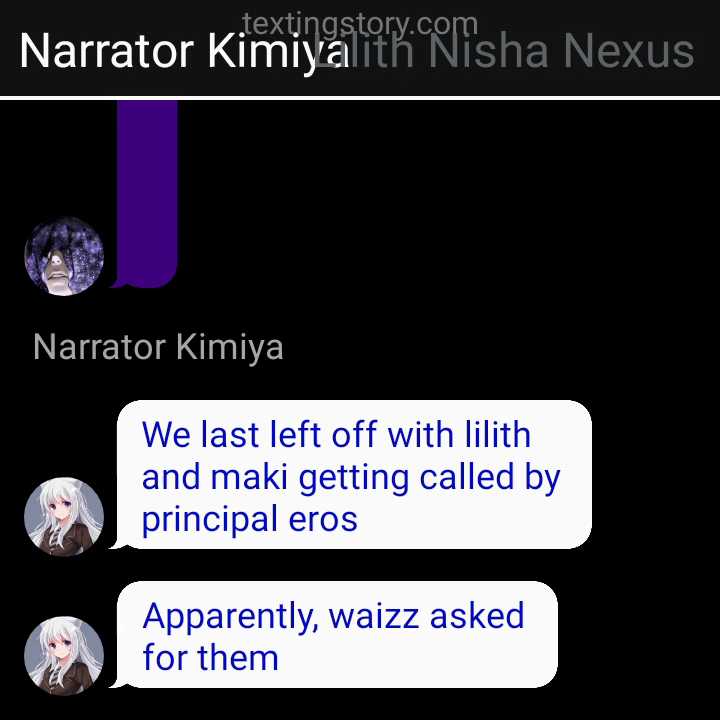 textingstory.com
Narrator Kimiya
Lilith Nisha Nexus
Narrator Kimiya
We last left off with lilith
and maki getting called by
principal eros
Apparently, waizz asked
for them